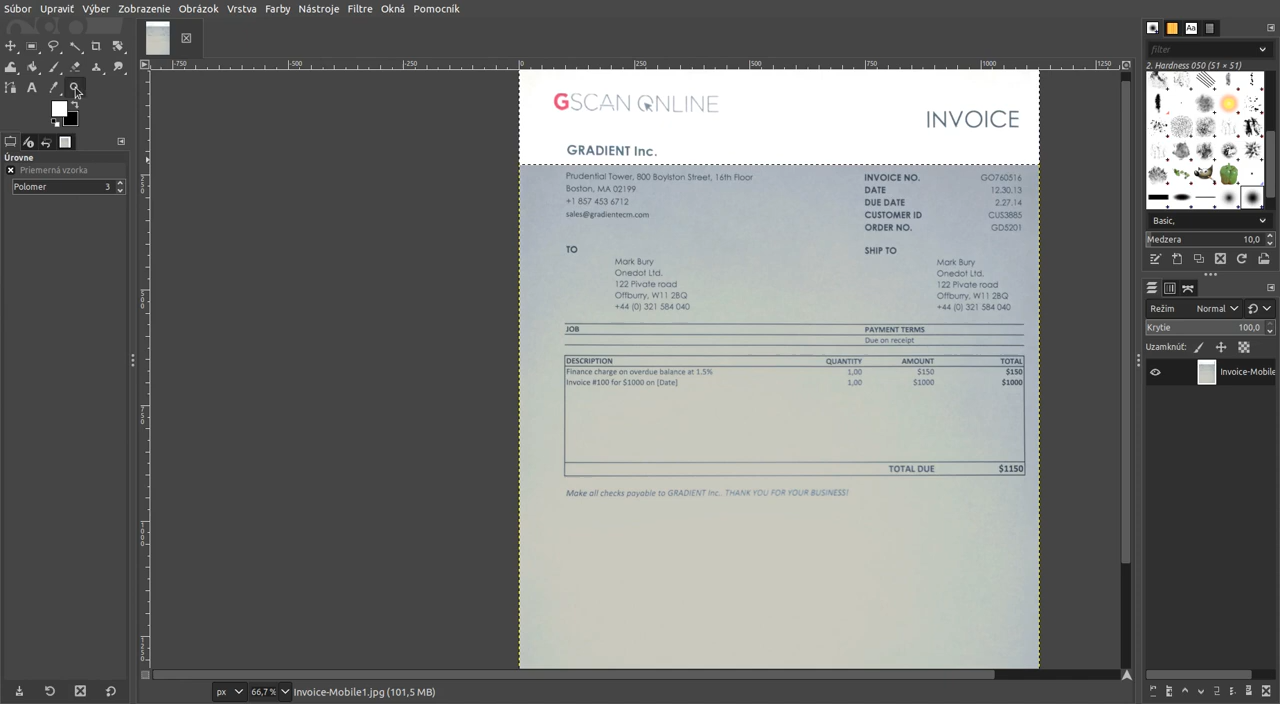 Súbor Upraviť Výber Zobrazenie Obrázok Vrstva Farby Nástroje Filtre Okná Pomocník
-750 -500 -250 0 250 500 750 1000 1250
filter
2. Hardness 050 (51 × 51)
Úrovne
Priemerná vzorka
Polomer 3
GSCAN ONLINE
INVOICE
GRADIENT Inc.
Prudential Tower, 800 Boylston Street, 16th Floor
Boston, MA 02199
+1 857 453 6712
sales@gradientecm.com
INVOICE NO. GO760516
DATE 12.30.13
DUE DATE 2.27.14
CUSTOMER ID CUS3885
ORDER NO. GD5201
TO
Mark Bury
Onedot Ltd.
122 Pivate road
Offburry, W11 2BQ
+44 (0) 321 584 040
SHIP TO
Mark Bury
Onedot Ltd.
122 Pivate road
Offburry, W11 2BQ
+44 (0) 321 584 040
JOB PAYMENT TERMS
Due on receipt
DESCRIPTION QUANTITY AMOUNT TOTAL
Finance charge on overdue balance at 1.5% 1,00 $150 $150
Invoice #100 for $1000 on [Date] 1,00 $1000 $1000
TOTAL DUE $1150
Make all checks payable to GRADIENT Inc.. THANK YOU FOR YOUR BUSINESS!
250
500
750
1000
1250
Basic,
Medzera 10,0
Režim Normal
Krytie 100,0
Uzamknúť:
Invoice-Mobile
px 66,7 % Invoice-Mobile1.jpg (101,5 MB)